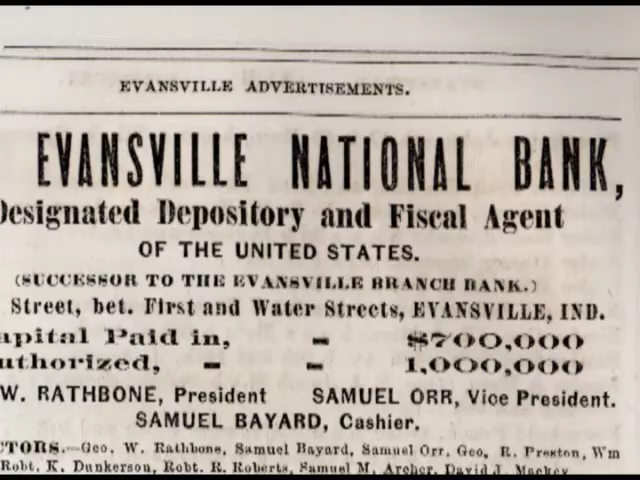 EVANSVILLE ADVERTISEMENTS.
EVANSVILLE NATIONAL BANK,
Designated Depository and Fiscal Agent
OF THE UNITED STATES.
(SUCCESSOR TO THE EVANSVILLE BRANCH BANK.)
Street, bet. First and Water Streets, EVANSVILLE, IND.
apital Paid in, - $700,000
uthorized, - - 1,000,000
W. RATHBONE, President SAMUEL ORR, Vice President.
SAMUEL BAYARD, Cashier.
CTORS.—Geo. W. Rathbone, Samuel Bayard, Samuel Orr, Geo. R. Preston, Wm
Robt. K. Dunkerson, Robt. R. Roberts, Samuel M. Archer, David J. Mackey